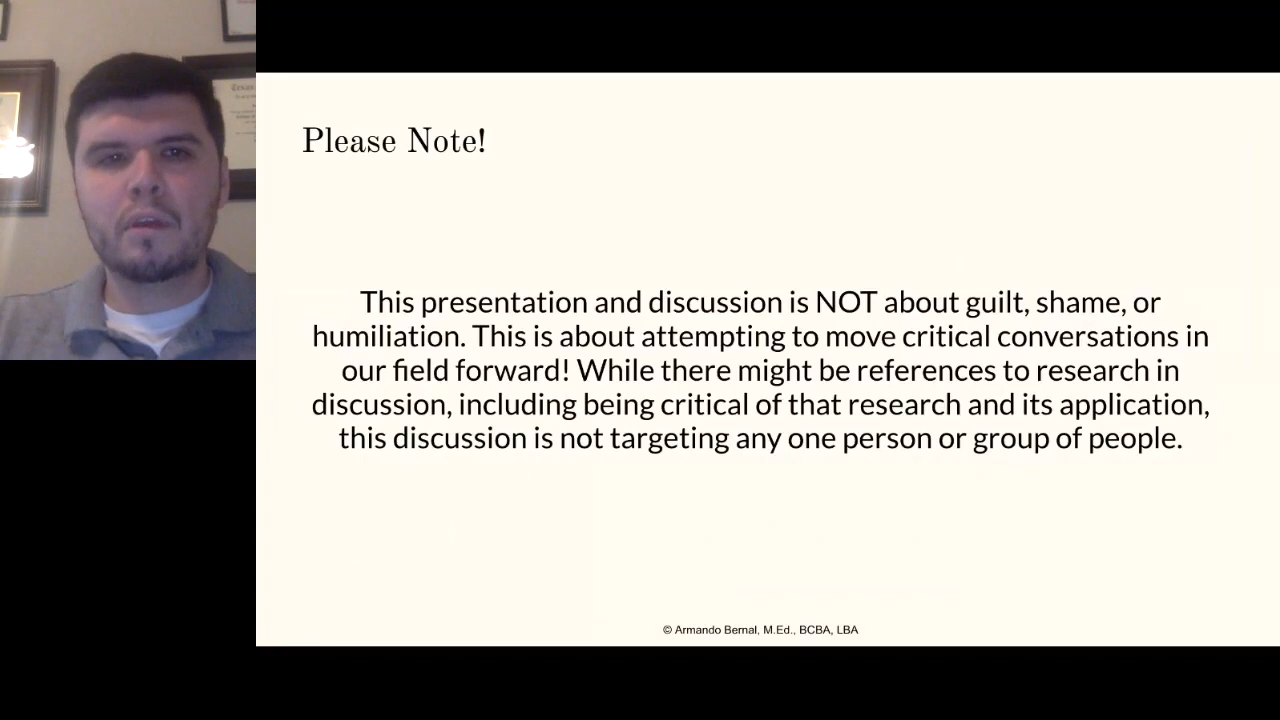 Please Note!
This presentation and discussion is NOT about guilt, shame, or
humiliation. This is about attempting to move critical conversations in
our field forward! While there might be references to research in
discussion, including being critical of that research and its application,
this discussion is not targeting any one person or group of people.
© Armando Bernal, M.Ed., BCBA, LBA